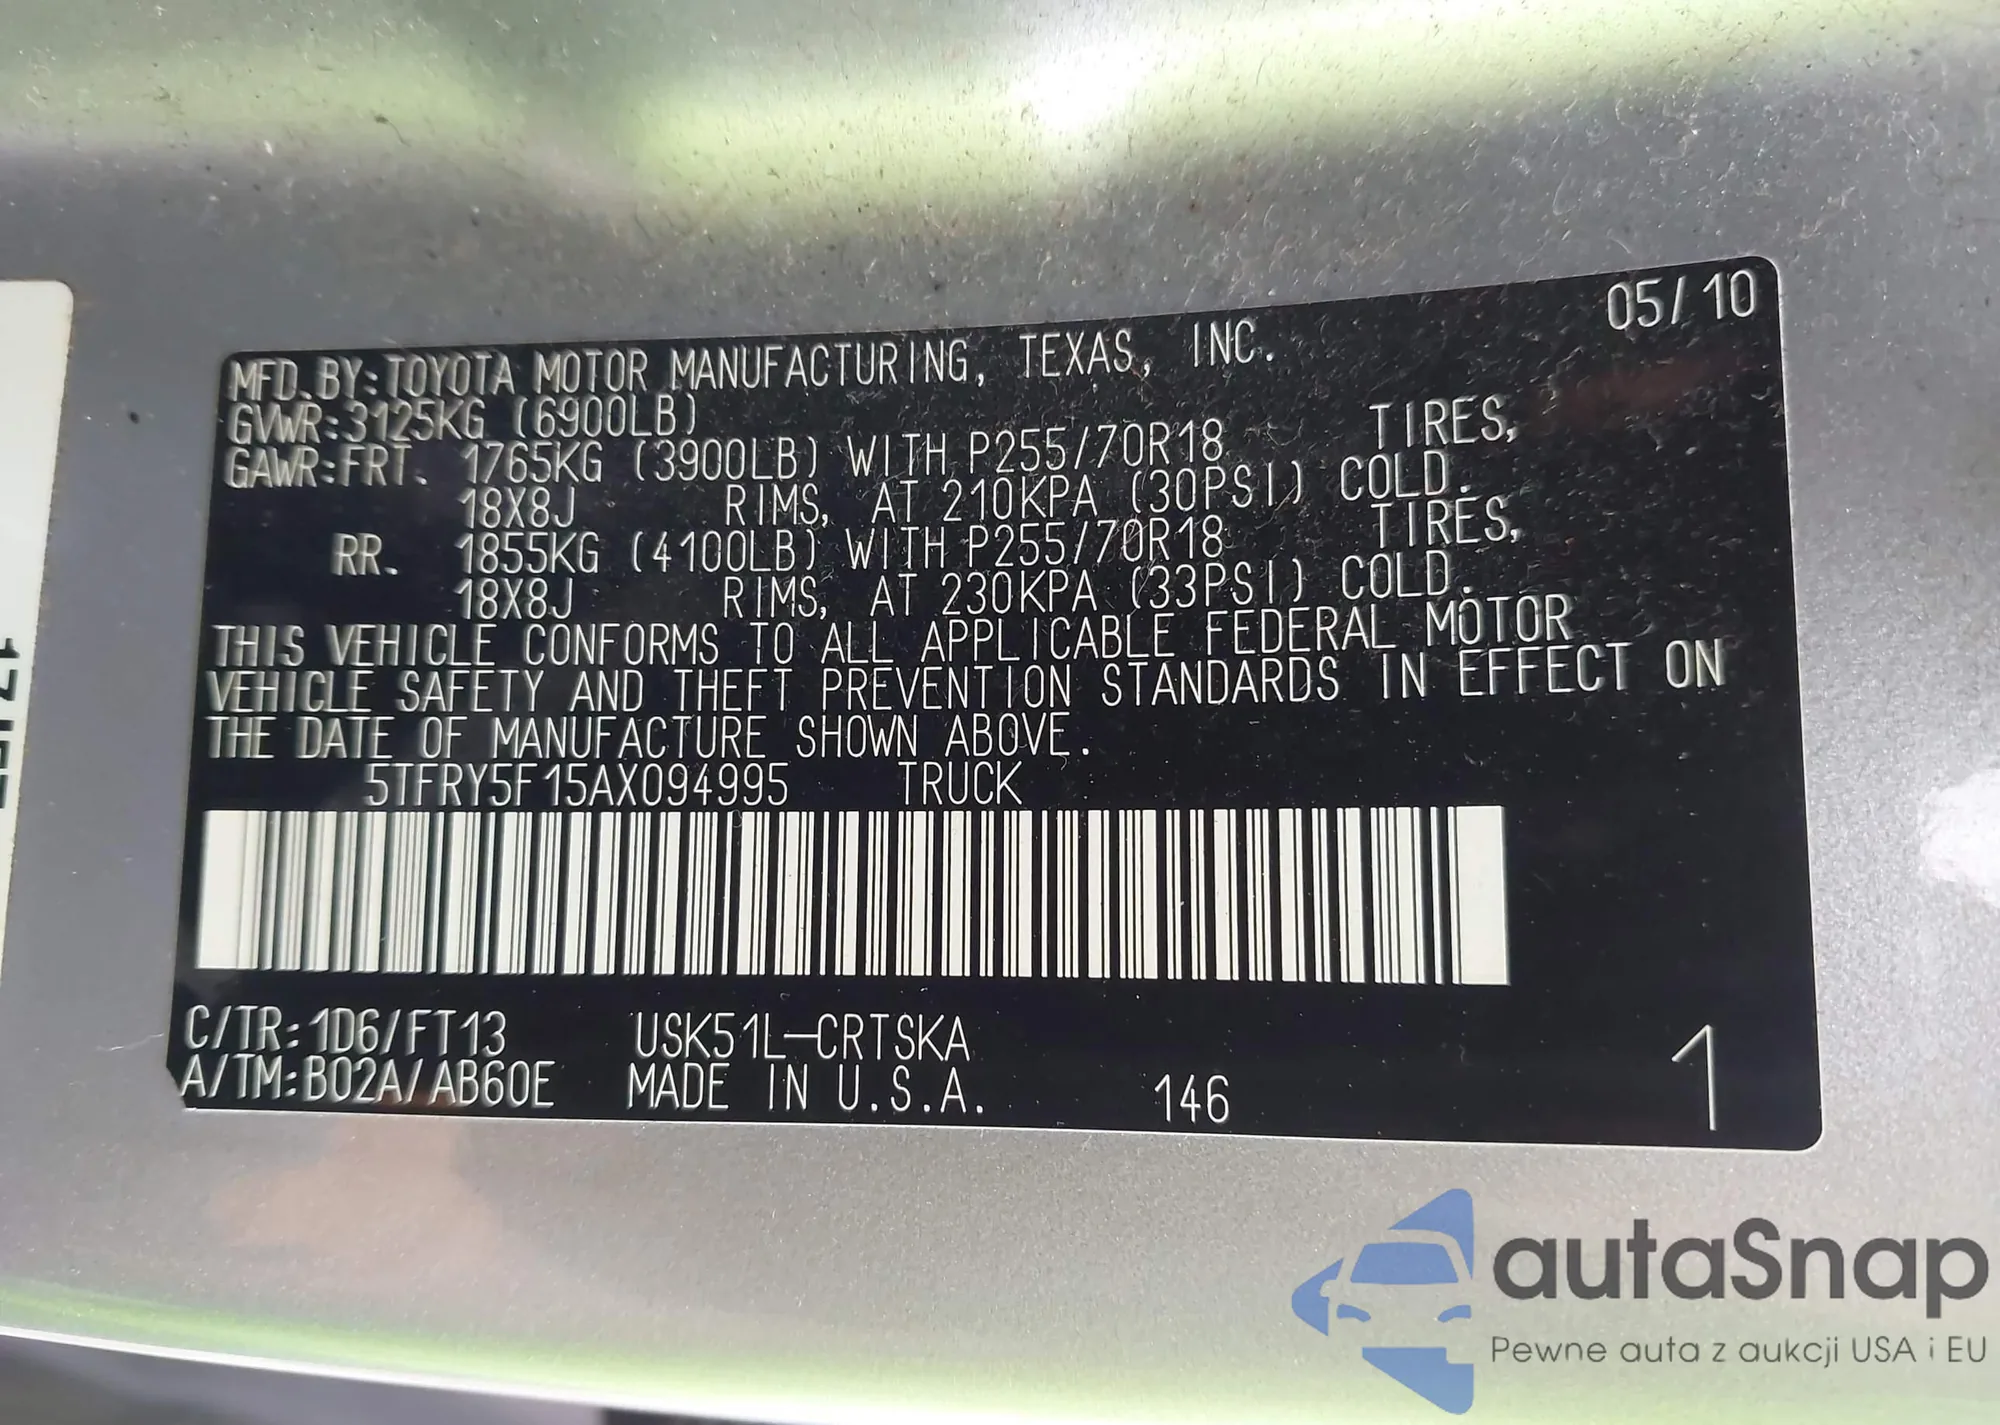 05/10
MFD. BY: TOYOTA MOTOR MANUFACTURING, TEXAS, INC.
GVWR: 3125KG (6900LB)
GAWR: FRT. 1765KG (3900LB) WITH P255/70R18 TIRES,
18X8J RIMS, AT 210KPA (30PSI) COLD.
RR. 1855KG (4100LB) WITH P255/70R18 TIRES,
18X8J RIMS, AT 230KPA (33PSI) COLD.
THIS VEHICLE CONFORMS TO ALL APPLICABLE FEDERAL MOTOR
VEHICLE SAFETY AND THEFT PREVENTION STANDARDS IN EFFECT ON
THE DATE OF MANUFACTURE SHOWN ABOVE.
5TFRY5F15AX094995 TRUCK
C/TR: 1D6/FT13 USK51L-CRTSKA
A/TM: B02A/AB60E MADE IN U.S.A. 146 1
autaSnap
Pewne auta z aukcji USA i EU